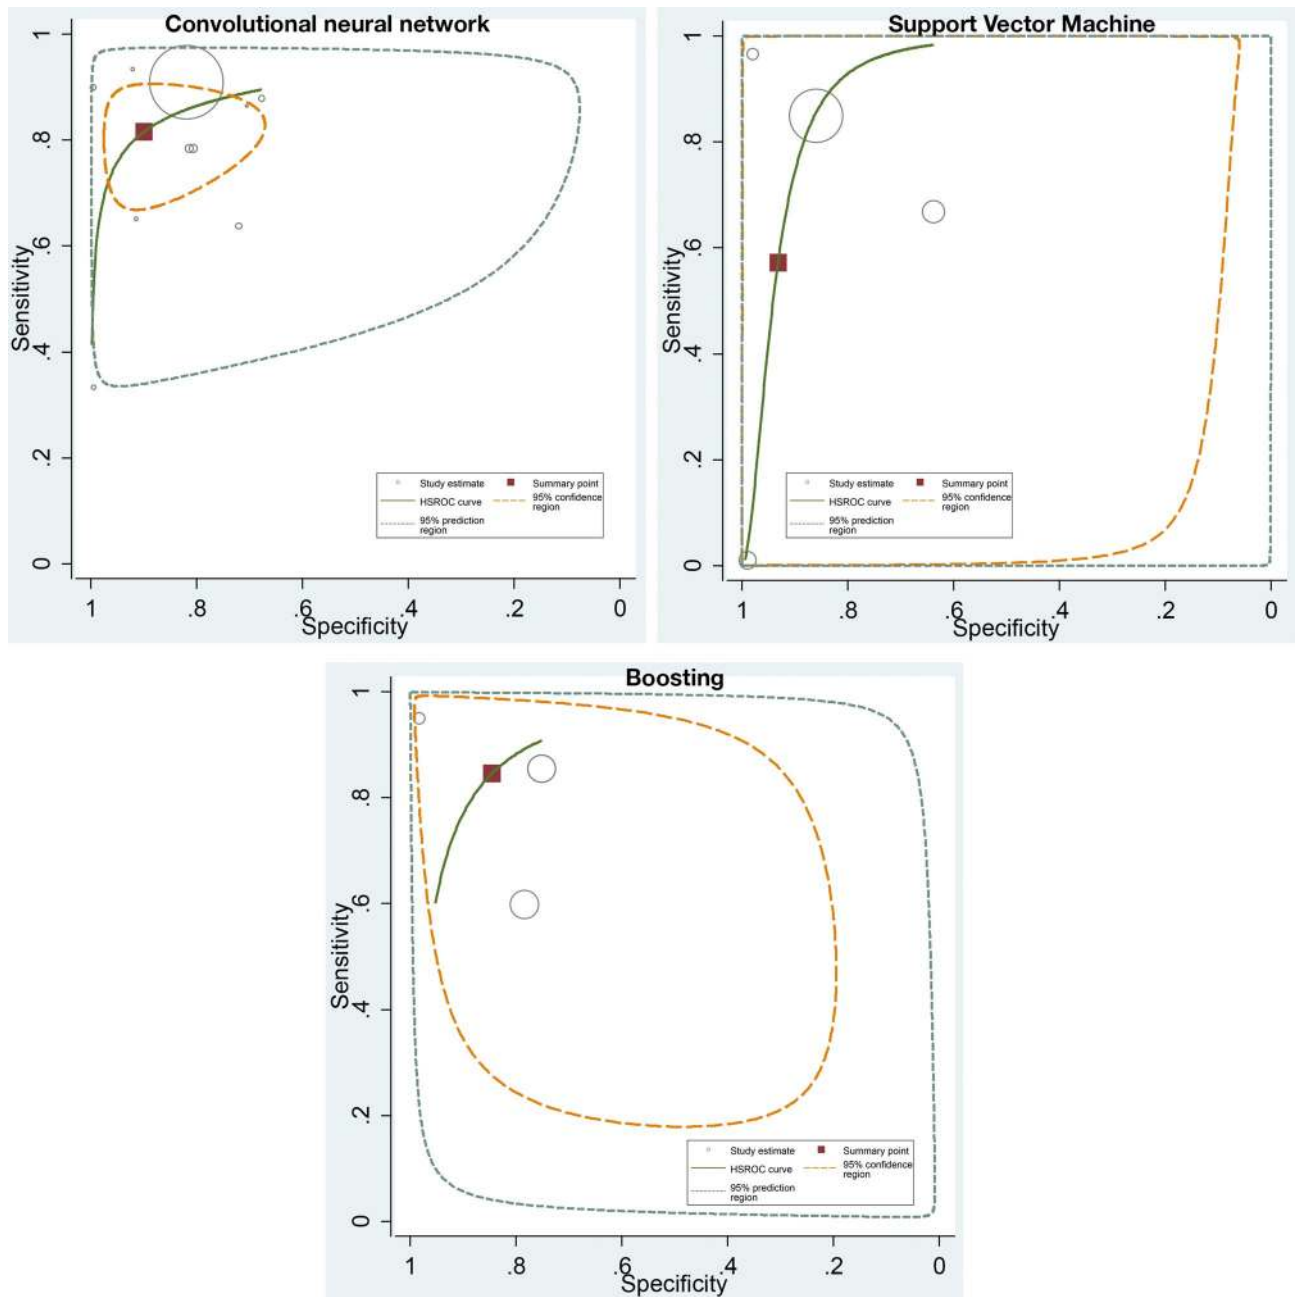 Convolutional neural network
Sensitivity
1
.8
.6
.4
.2
0
Study estimate
Summary point
HSROC curve
95% confidence
region
95% prediction
region
1
.8
.6
.4
.2
0
Specificity
Support Vector Machine
Sensitivity
1
.8
.6
.4
.2
0
Study estimate
Summary point
HSROC curve
95% confidence
region
95% prediction
region
1
.8
.6
.4
.2
0
Specificity
Boosting
Sensitivity
1
.8
.6
.4
.2
0
Study estimate
Summary point
HSROC curve
95% confidence
region
95% prediction
region
1
.8
.6
.4
.2
0
Specificity